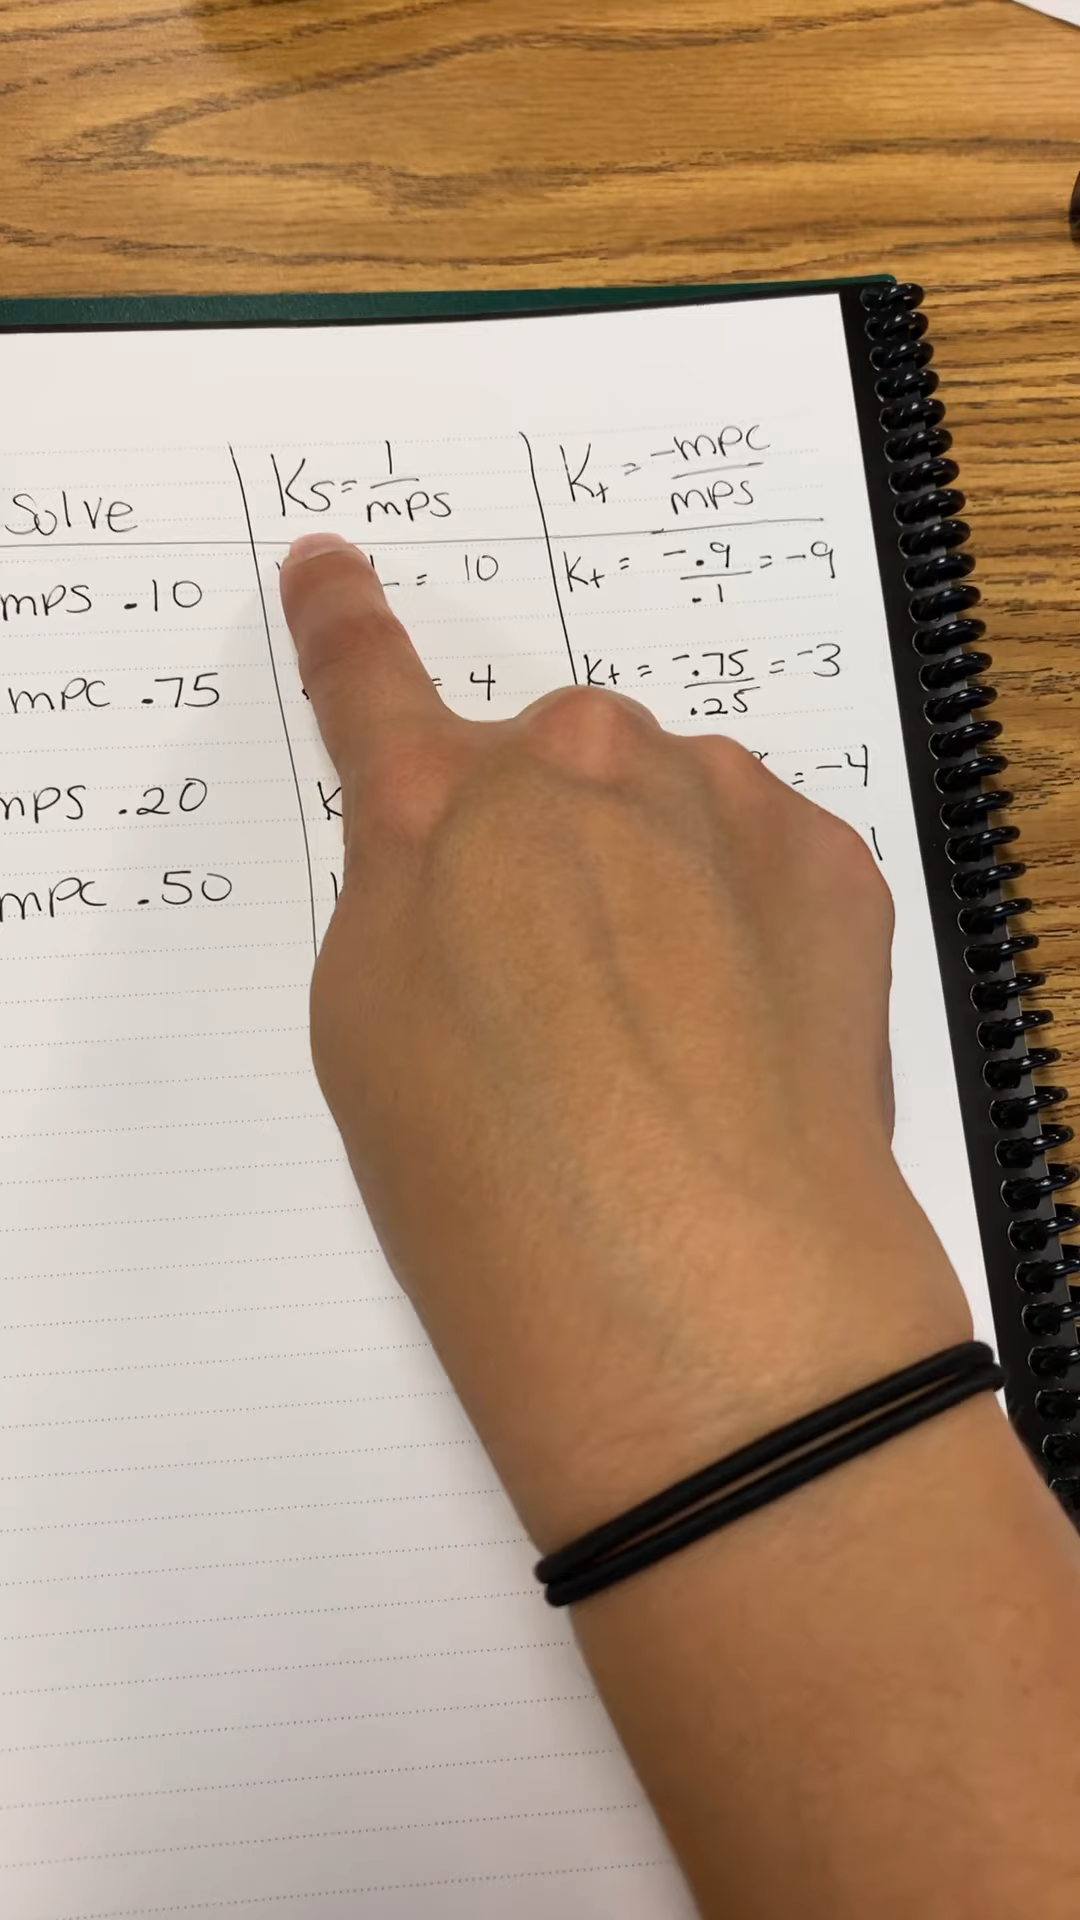 Solve Ks = 1/mps Kt = -mpc/mps
mps .10 = 10 Kt = -.9/.1 = -9
mpc .75 = 4 Kt = -.75/.25 = -3
mps .20 K = -4
mpc .50 1